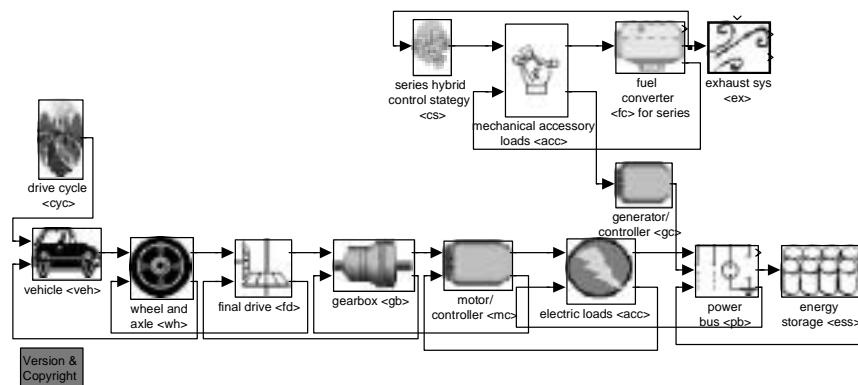 series hybrid
control stategy
<cs>
mechanical accessory
loads <acc>
fuel
converter
<fc> for series
exhaust sys
<ex>
drive cycle
<cyc>
generator/
controller <gc>
vehicle <veh>
wheel and
axle <wh>
final drive <fd>
gearbox <gb>
motor/
controller <mc>
electric loads <acc>
power
bus <pb>
energy
storage <ess>
Version &
Copyright